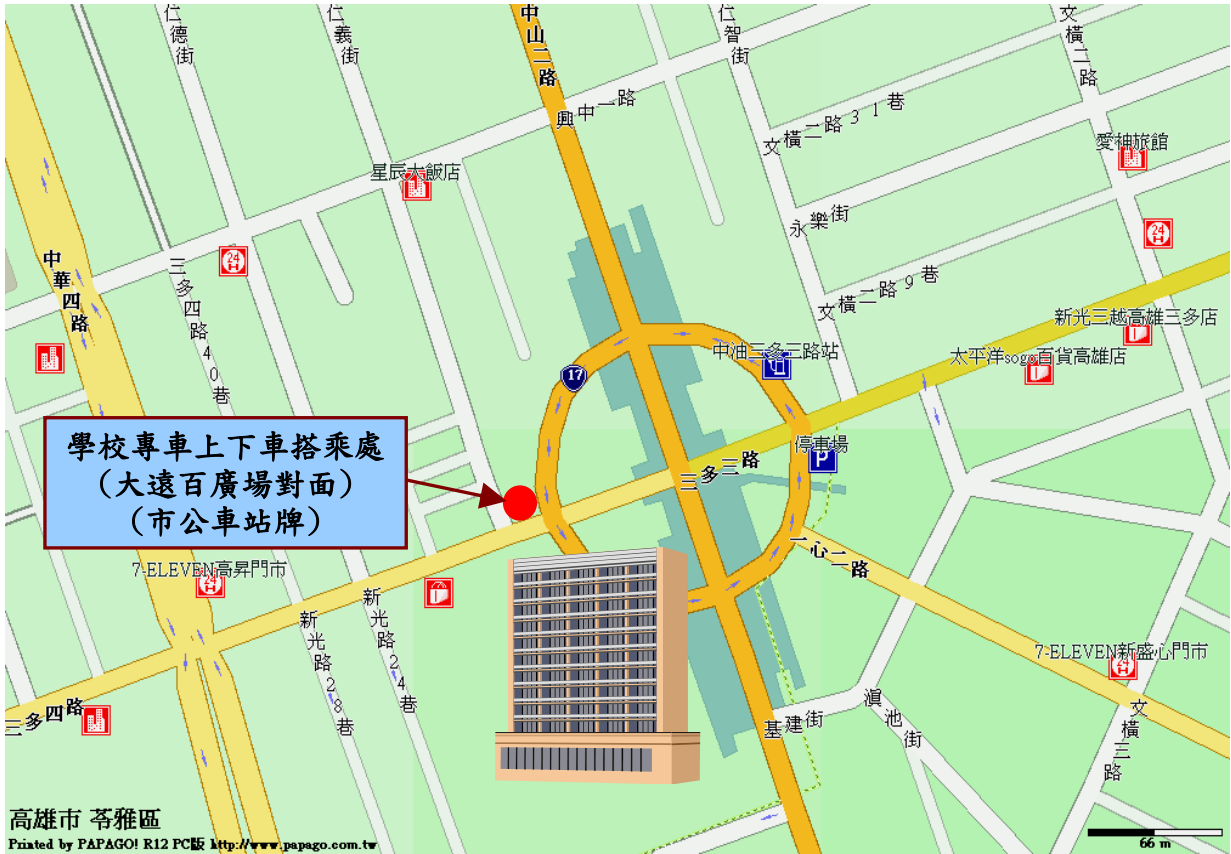 仁德街
仁義街
中山二路
仁智街
文橫二路
興中一路
文橫二路31巷
愛神旅館
星辰大飯店
永樂街
中華四路
三多四路40巷
文橫二路9巷
新光三越高雄三多店
中油三多三路站
太平洋sogo百貨高雄店
17
24
H
學校專車上下車搭乘處
(大遠百廣場對面)
(市公車站牌)
停車場
P
三多三路
一心二路
7-ELEVEN高昇門市
24
H
新光路28巷
新光路24巷
7-ELEVEN新盛心門市
24
H
三多四路
基建街
滇池街
文橫三路
24
H
高雄市 苓雅區
Printed by PAPAGO! R12 PC版 http://www.papago.com.tw
66 m